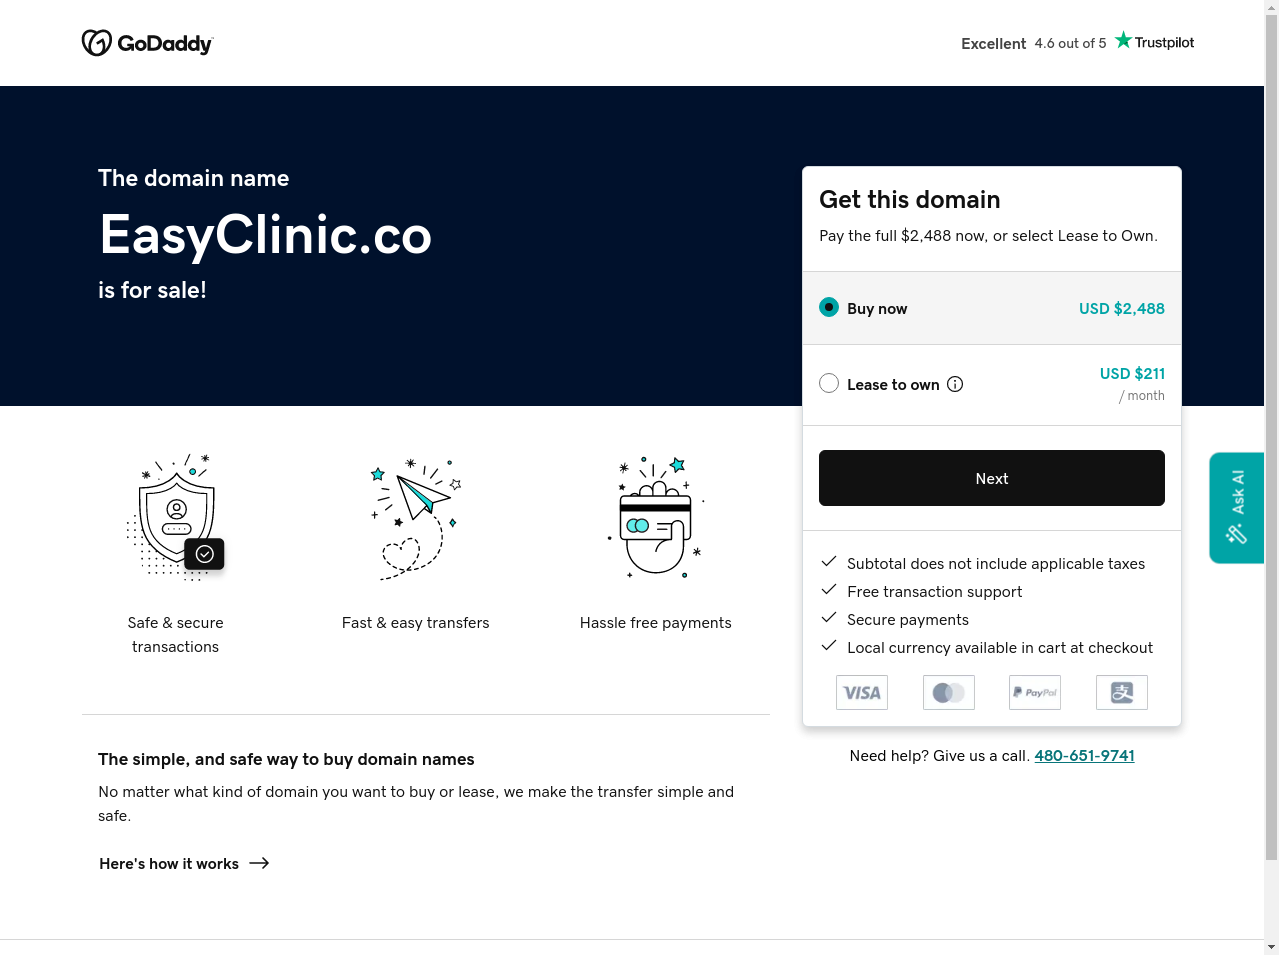 GoDaddy
Excellent 4.6 out of 5 Trustpilot
The domain name
EasyClinic.co
is for sale!
Get this domain
Pay the full $2,488 now, or select Lease to Own.
Buy now USD $2,488
Lease to own USD $211
/ month
Next
Subtotal does not include applicable taxes
Free transaction support
Secure payments
Local currency available in cart at checkout
VISA PayPal 支
Need help? Give us a call. 480-651-9741
Ask AI
Safe & secure
transactions
Fast & easy transfers
Hassle free payments
The simple, and safe way to buy domain names
No matter what kind of domain you want to buy or lease, we make the transfer simple and
safe.
Here's how it works